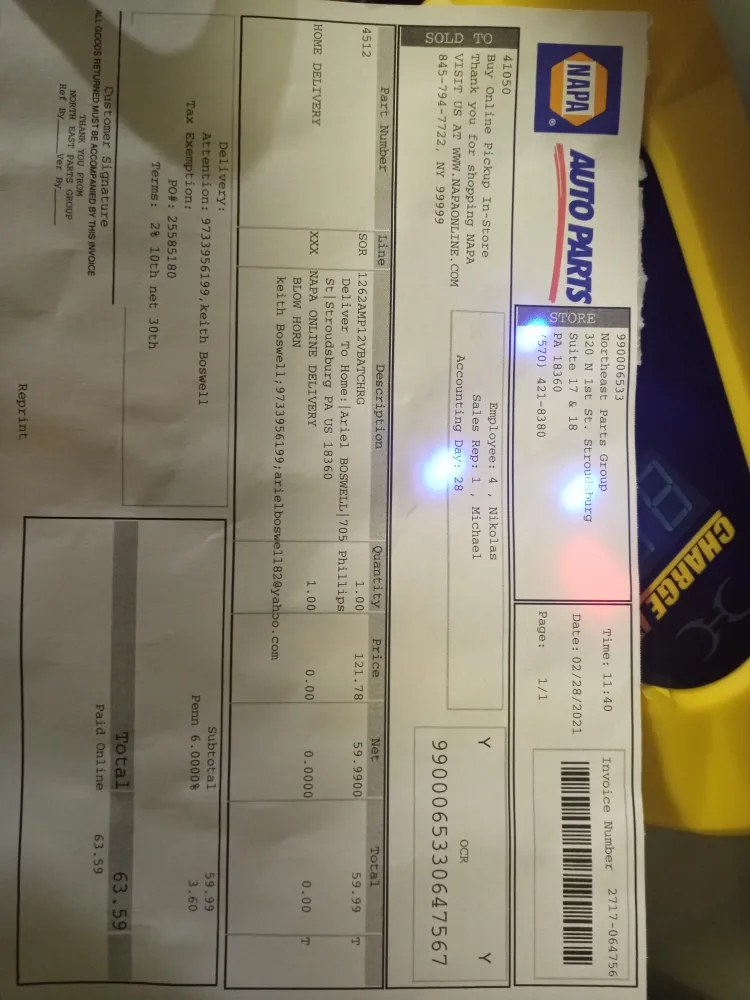 NAPA
®
AUTO PARTS
STORE
990006533
Northeast Parts Group
320 N 1st St. Stroudsburg
Suite 17 & 18
PA 18360
(570) 421-8380
Time: 11:40
Date: 02/28/2021
Page: 1/1
Invoice Number 2717-064756
SOLD TO
41050
Buy Online Pickup In-Store
Thank you for shopping NAPA
VISIT US AT WWW.NAPAONLINE.COM
845-794-7722, NY 99999
Employee: 4 , Nikolas
Sales Rep: 1 , Michael
Accounting Day: 28
Y OCR Y
9900065330647567
Part Number Line Description Quantity Price Net Total
4512 SOR 1262AMP12VBATCHRG 1.00 121.78 59.9900 59.99 T
Deliver To Home:|Ariel BOSWELL|705 Phillips
St|Stroudsburg PA US 18360
HOME DELIVERY XXX NAPA ONLINE DELIVERY 1.00 0.00 0.0000 0.00 T
BLOW HORN
keith Boswell;9733956199;arielboswell82@yahoo.com
Delivery:
Attention: 9733956199,keith Boswell
Tax Exemption:
PO#: 25585180
Terms: 2% 10th net 30th
Subtotal 59.99
Penn 6.0000% 3.60
Total 63.59
Paid Online 63.59
Customer Signature
ALL GOODS RETURNED MUST BE ACCOMPANIED BY THIS INVOICE
THANK YOU FROM
NORTH EAST PARTS GROUP
Ref By______ Ver By______
Reprint
CHARGE